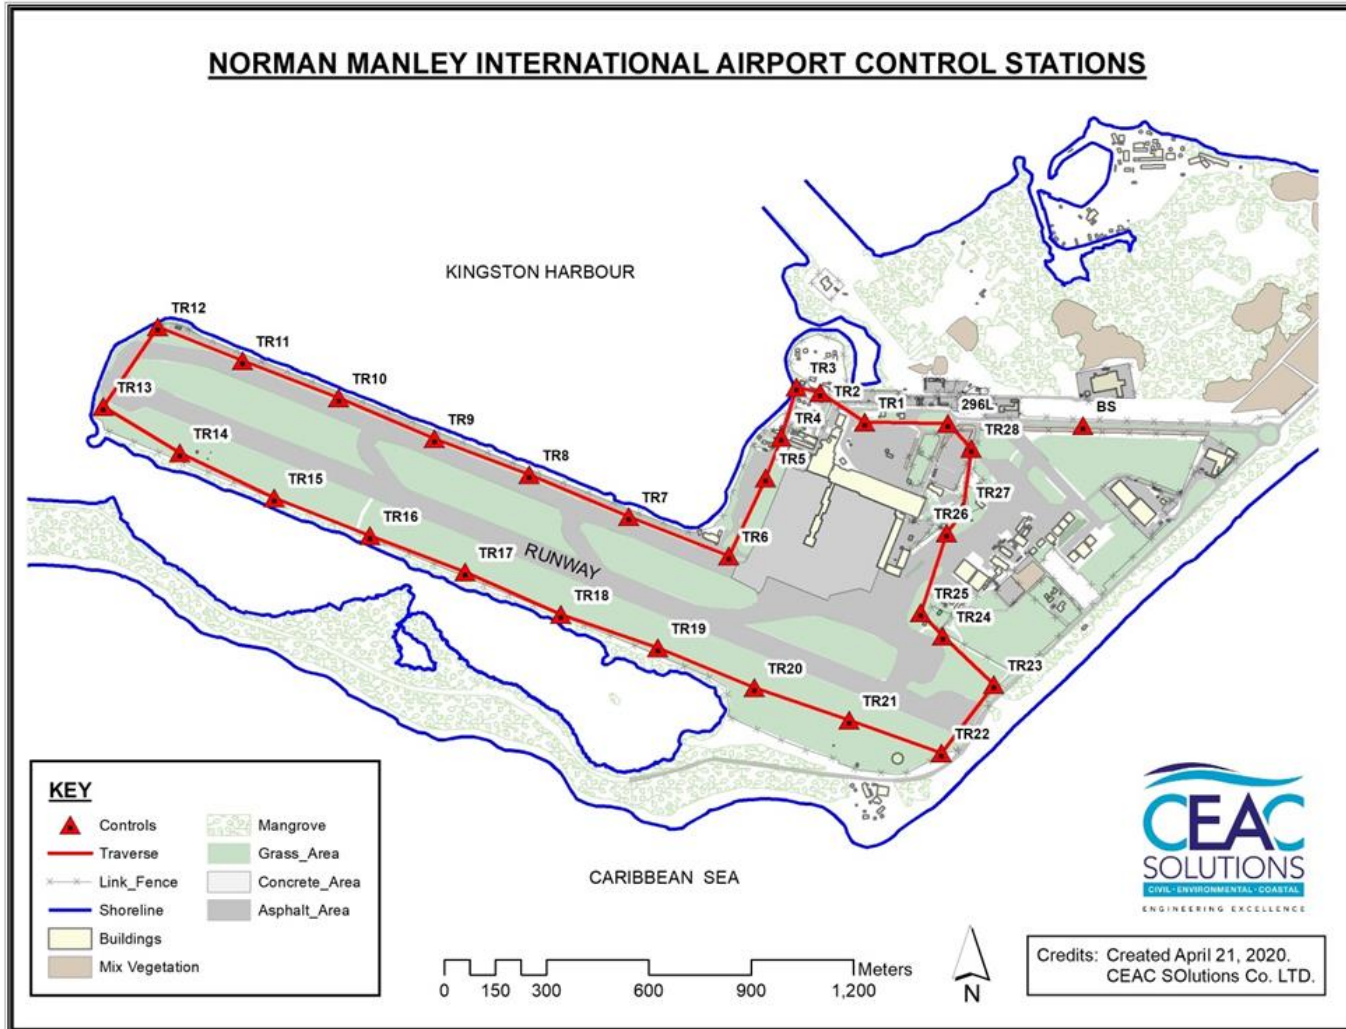 NORMAN MANLEY INTERNATIONAL AIRPORT CONTROL STATIONS
KINGSTON HARBOUR
TR12
TR11
TR10
TR9
TR8
TR7
TR6
TR5
TR4
TR3
TR2
TR1
296L
BS
TR28
TR27
TR26
TR25
TR24
TR23
TR22
TR21
TR20
TR19
TR18
TR17
TR16
TR15
TR14
TR13
RUNWAY
CARIBBEAN SEA
KEY
Controls
Traverse
Link_Fence
Shoreline
Buildings
Mix Vegetation
Mangrove
Grass_Area
Concrete_Area
Asphalt_Area
0 150 300 600 900 1,200
Meters
N
CEAC
SOLUTIONS
CIVIL·ENVIRONMENTAL·COASTAL
ENGINEERING EXCELLENCE
Credits: Created April 21, 2020.
CEAC SOlutions Co. LTD.